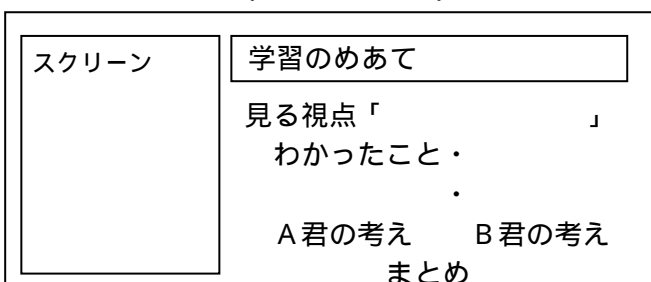 スクリーン
学習のめあて
見る視点「　　　　　　　」
わかったこと・
・
A君の考え　　B君の考え
まとめ